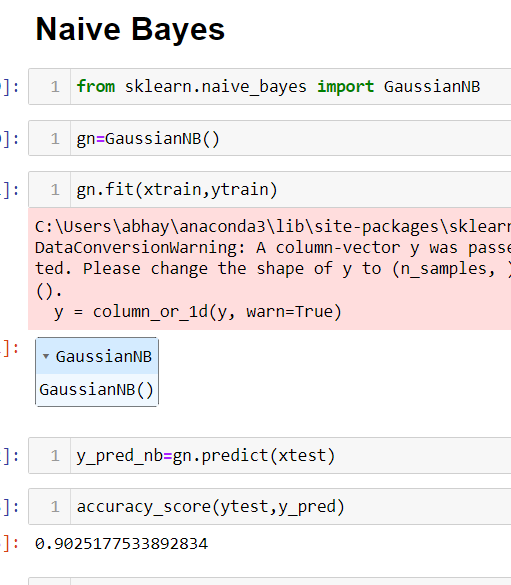 Naive Bayes
]:
1 from sklearn.naive_bayes import GaussianNB
]:
1 gn=GaussianNB()
]:
1 gn.fit(xtrain,ytrain)
C:\Users\abhay\anaconda3\lib\site-packages\sklearn
DataConversionWarning: A column-vector y was passe
ted. Please change the shape of y to (n_samples, )
().
y = column_or_1d(y, warn=True)
]:
▾ GaussianNB
GaussianNB()
]:
1 y_pred_nb=gn.predict(xtest)
]:
1 accuracy_score(ytest,y_pred)
]:
0.9025177533892834